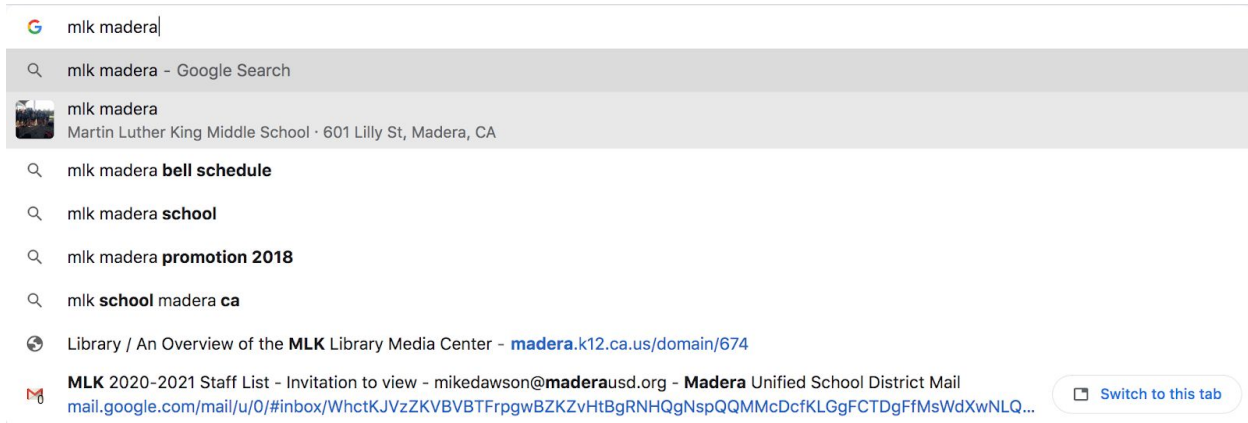 mlk madera
mlk madera - Google Search
mlk madera
Martin Luther King Middle School · 601 Lilly St, Madera, CA
mlk madera bell schedule
mlk madera school
mlk madera promotion 2018
mlk school madera ca
Library / An Overview of the MLK Library Media Center - madera.k12.ca.us/domain/674
MLK 2020-2021 Staff List - Invitation to view - mikedawson@maderausd.org - Madera Unified School District Mail
mail.google.com/mail/u/0/#inbox/WhctKJVzZKVBVBTFrpgwBZKZvHtBgRNHQgNspQQMMcDcfKLGgFCTDgFfMsWdXwNLQ...
Switch to this tab